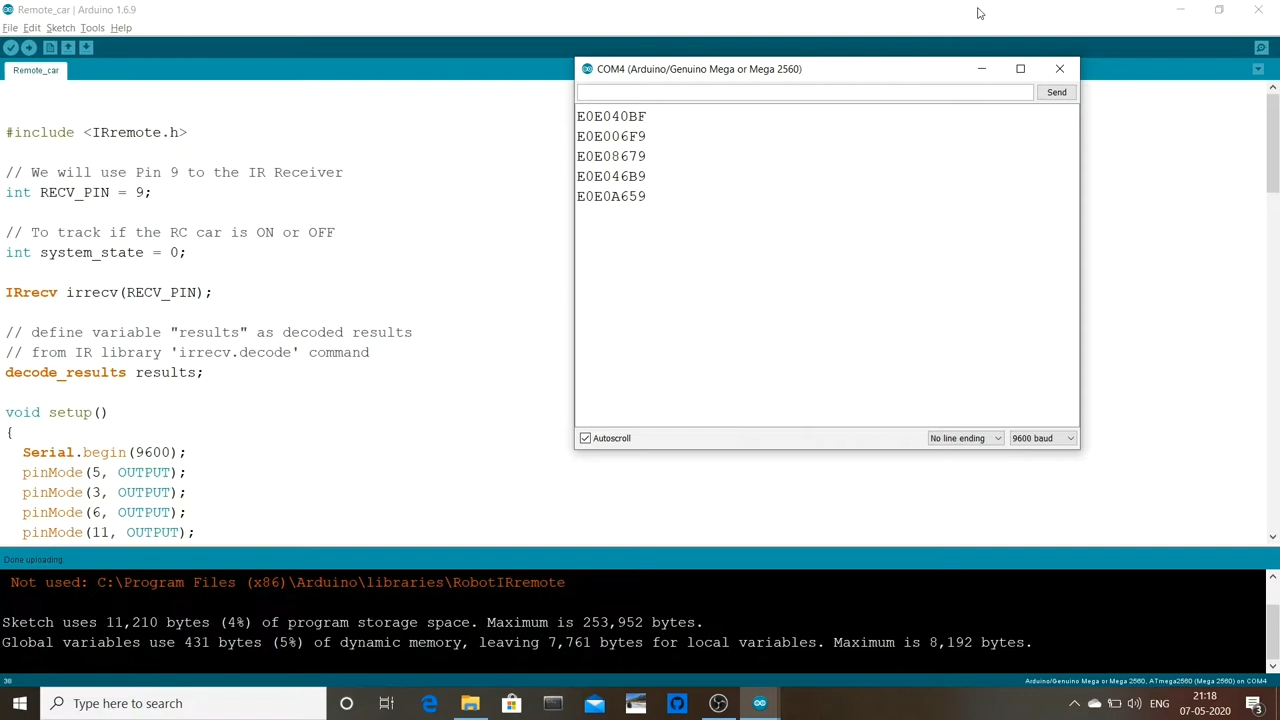 Remote_car | Arduino 1.6.9
File Edit Sketch Tools Help
Remote_car
#include <IRremote.h>
// We will use Pin 9 to the IR Receiver
int RECV_PIN = 9;
// To track if the RC car is ON or OFF
int system_state = 0;
IRrecv irrecv(RECV_PIN);
// define variable "results" as decoded results
// from IR library 'irrecv.decode' command
decode_results results;
void setup()
{
Serial.begin(9600);
pinMode(5, OUTPUT);
pinMode(3, OUTPUT);
pinMode(6, OUTPUT);
pinMode(11, OUTPUT);
COM4 (Arduino/Genuino Mega or Mega 2560)
Send
E0E040BF
E0E006F9
E0E08679
E0E046B9
E0E0A659
Autoscroll No line ending 9600 baud
Done uploading.
Not used: C:\Program Files (x86)\Arduino\libraries\RobotIRremote
Sketch uses 11,210 bytes (4%) of program storage space. Maximum is 253,952 bytes.
Global variables use 431 bytes (5%) of dynamic memory, leaving 7,761 bytes for local variables. Maximum is 8,192 bytes.
38 Arduino/Genuino Mega or Mega 2560, ATmega2560 (Mega 2560) on COM4
Type here to search ENG 21:18
07-05-2020 3